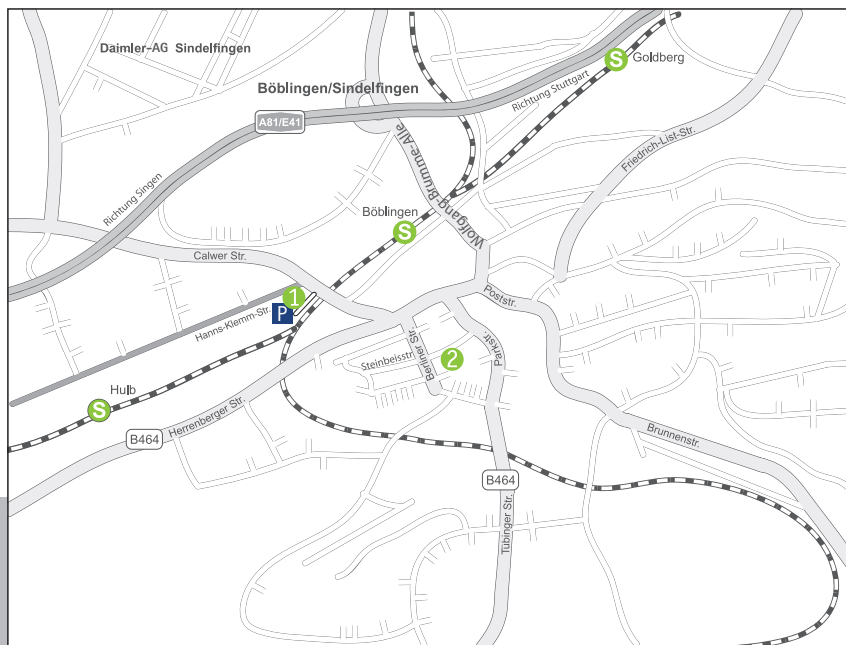 Daimler-AG Sindelfingen
S
Goldberg
Böblingen/Sindelfingen
Richtung Stuttgart
A81/E41
Wolfgang-Brumme-Alle
Friedrich-List-Str.
Richtung Singen
Böblingen
S
Calwer Str.
1
P
Hanns-Klemm-Str.
Poststr.
Steinbeisstr.
Berliner Str.
2
Parkstr.
Hulb
S
Herrenberger Str.
B464
Brunnenstr.
B464
Tübinger Str.